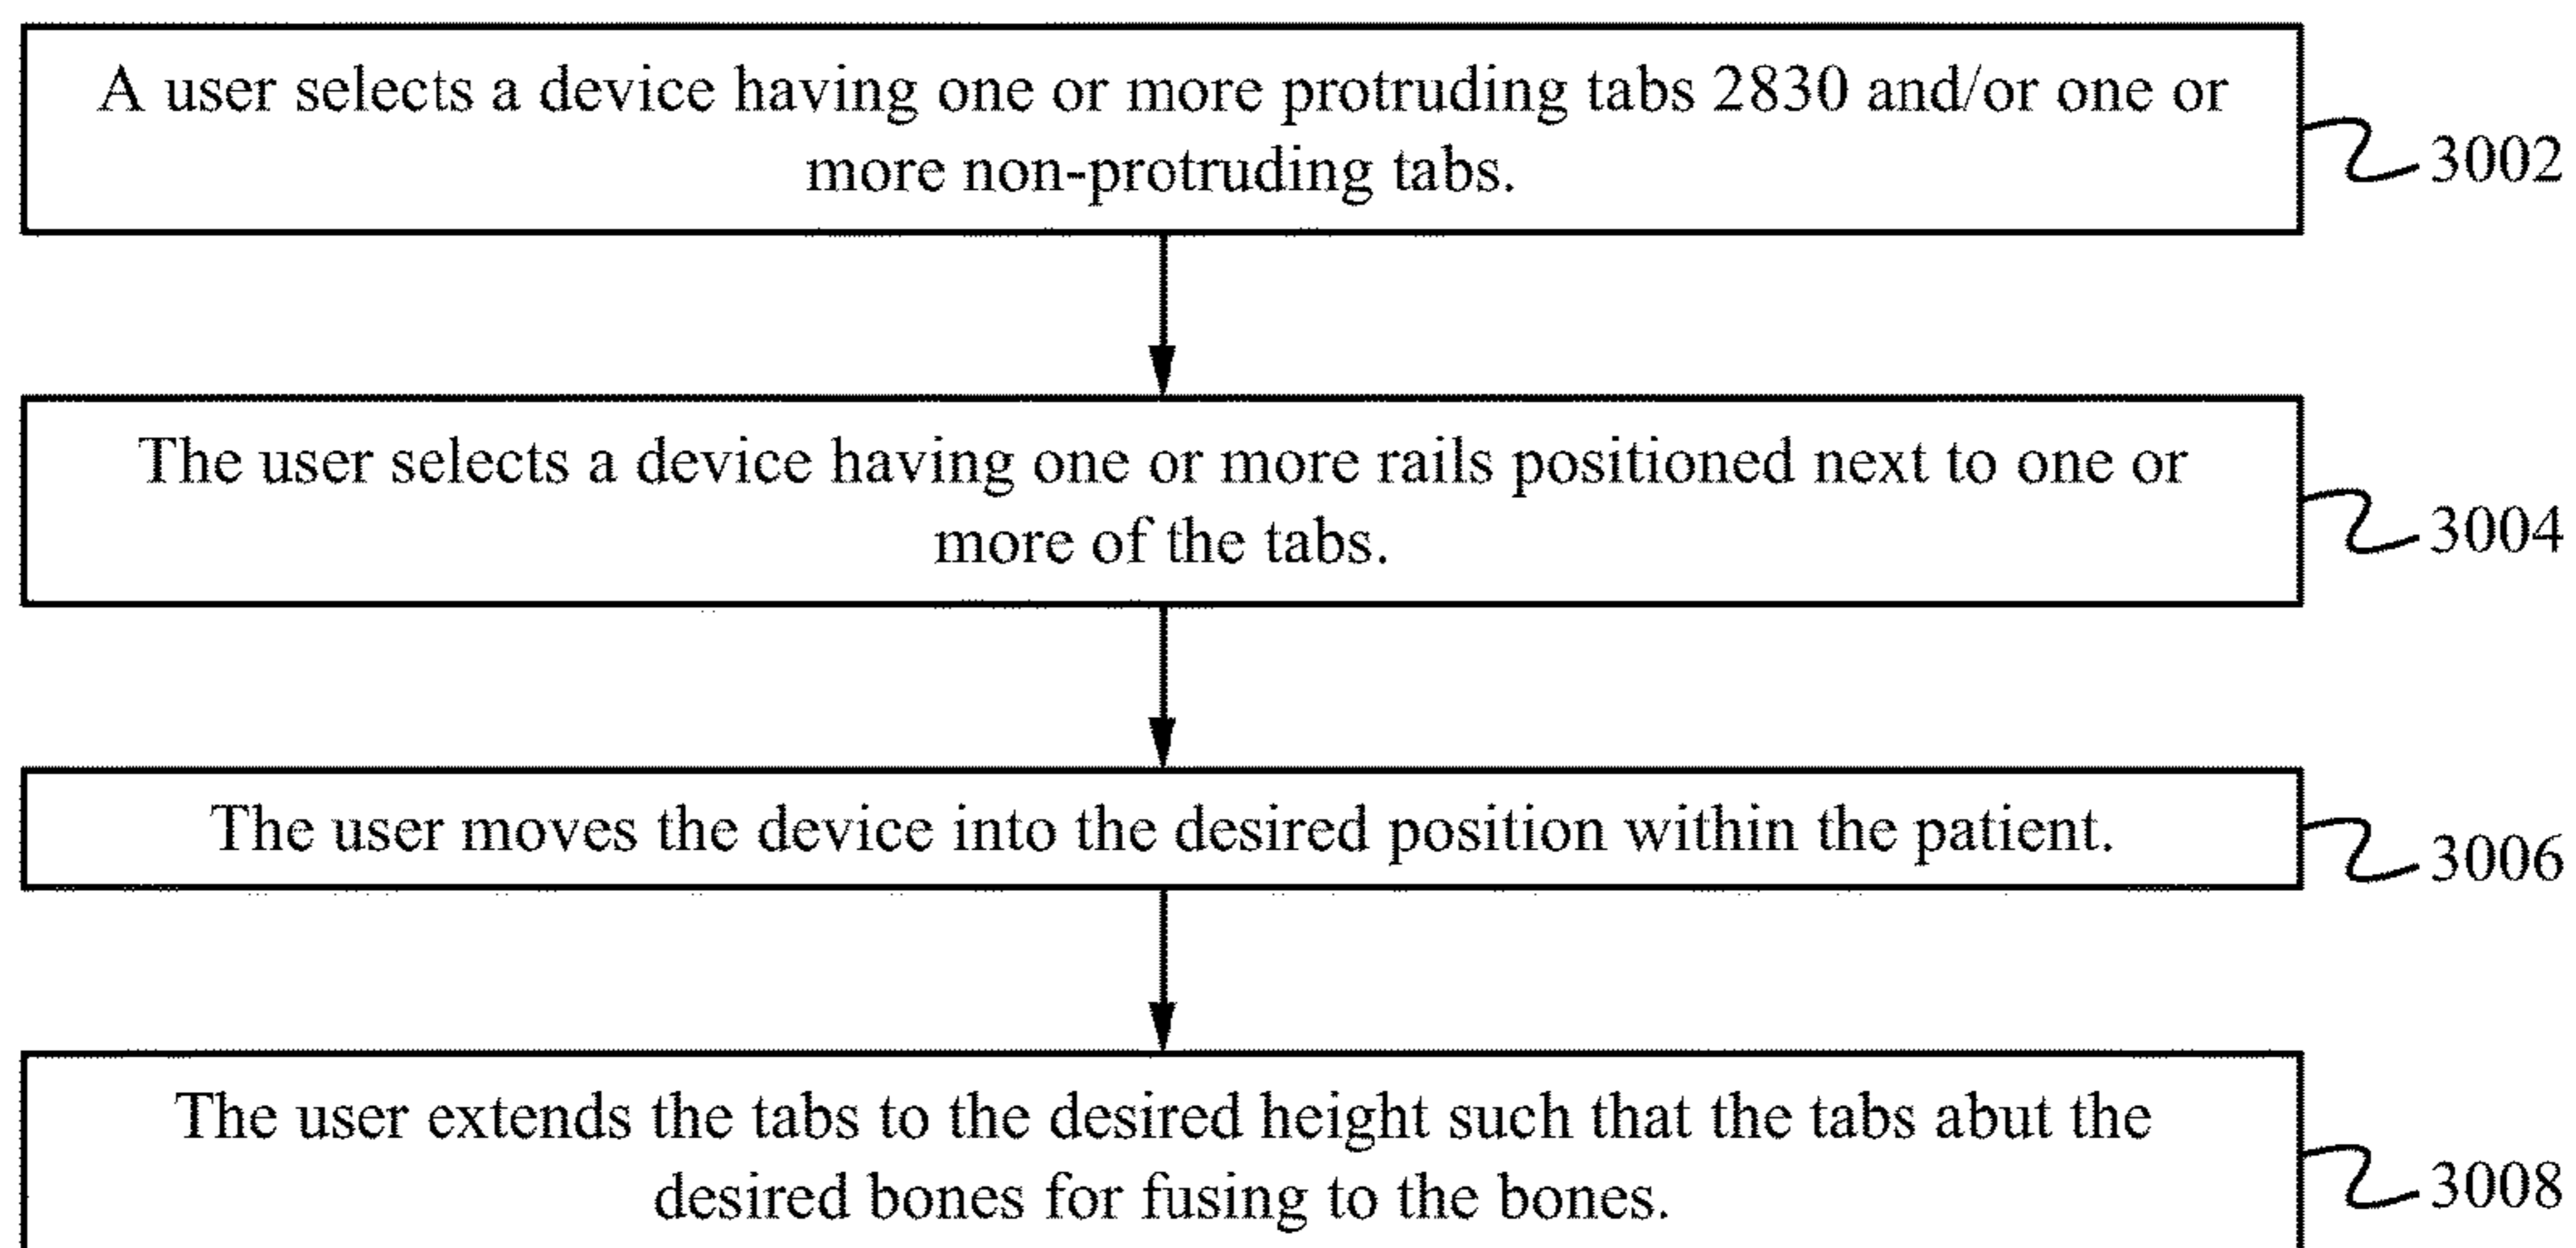 A user selects a device having one or more protruding tabs 2830 and/or one or
more non-protruding tabs.
3002
The user selects a device having one or more rails positioned next to one or
more of the tabs.
3004
The user moves the device into the desired position within the patient.
3006
The user extends the tabs to the desired height such that the tabs abut the
desired bones for fusing to the bones.
3008